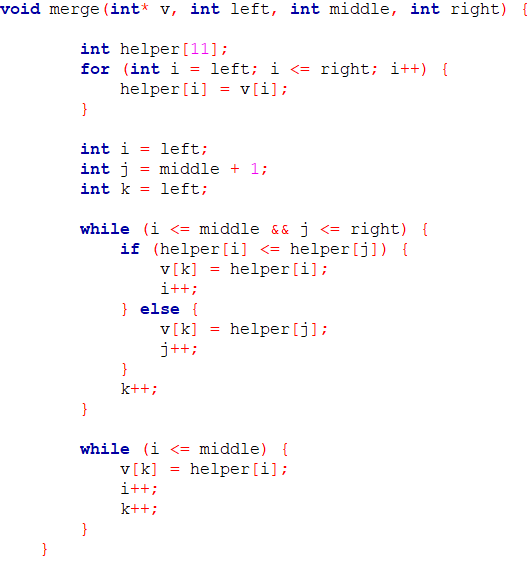 void merge(int* v, int left, int middle, int right) {
int helper[11];
for (int i = left; i <= right; i++) {
helper[i] = v[i];
}
int i = left;
int j = middle + 1;
int k = left;
while (i <= middle && j <= right) {
if (helper[i] <= helper[j]) {
v[k] = helper[i];
i++;
} else {
v[k] = helper[j];
j++;
}
k++;
}
while (i <= middle) {
v[k] = helper[i];
i++;
k++;
}
}